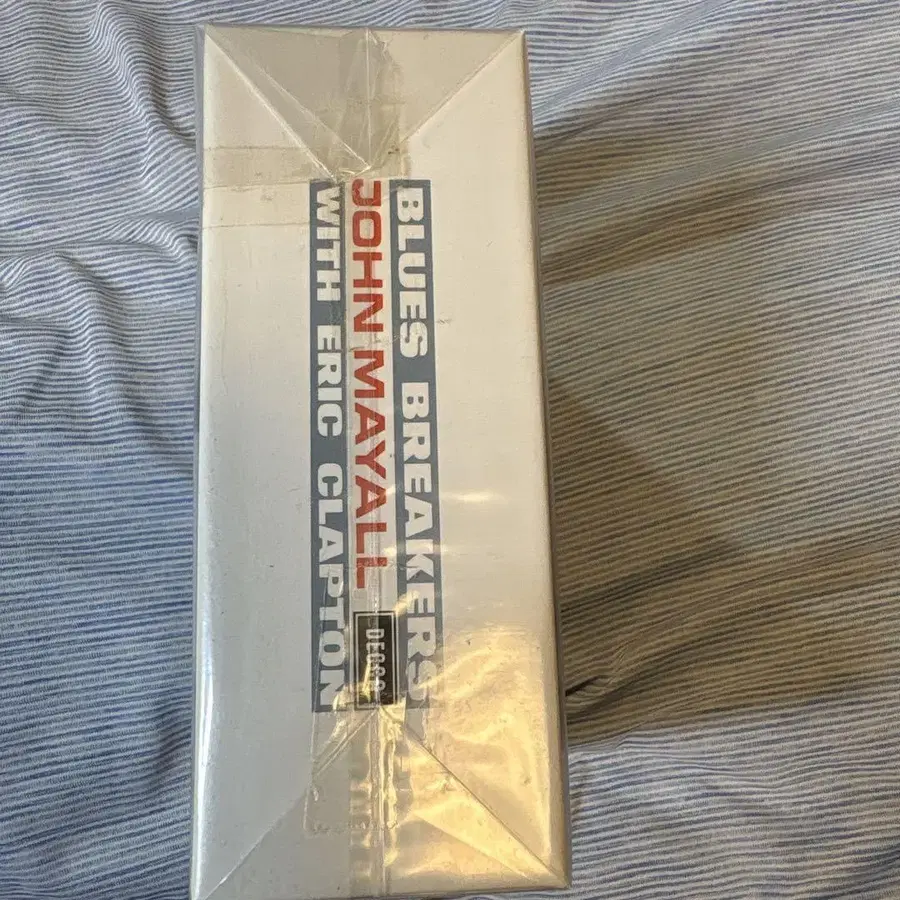 BLUES BREAKERS
JOHN MAYALL
DECCA
WITH ERIC CLAPTON